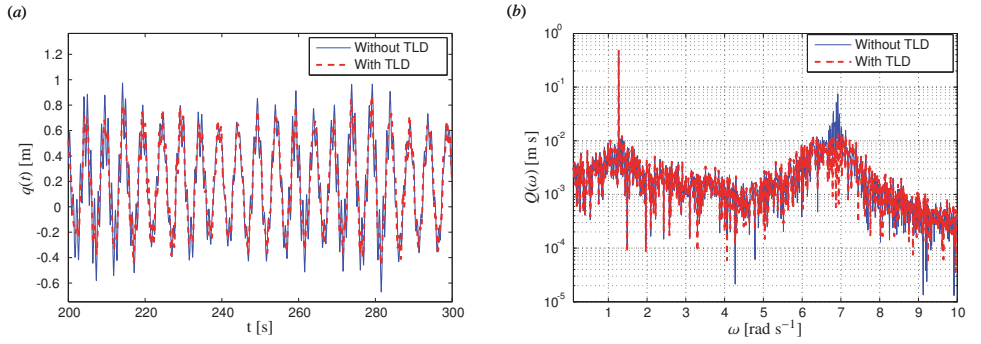 (a)
Without TLD
With TLD
1.2
1
0.8
0.6
0.4
0.2
0
-0.2
-0.4
-0.6
q(t) [m]
200 220 240 260 280 300
t [s]
(b)
Without TLD
With TLD
10^0
10^-1
10^-2
10^-3
10^-4
10^-5
Q(ω) [m s]
1 2 3 4 5 6 7 8 9 10
ω [rad s⁻¹]